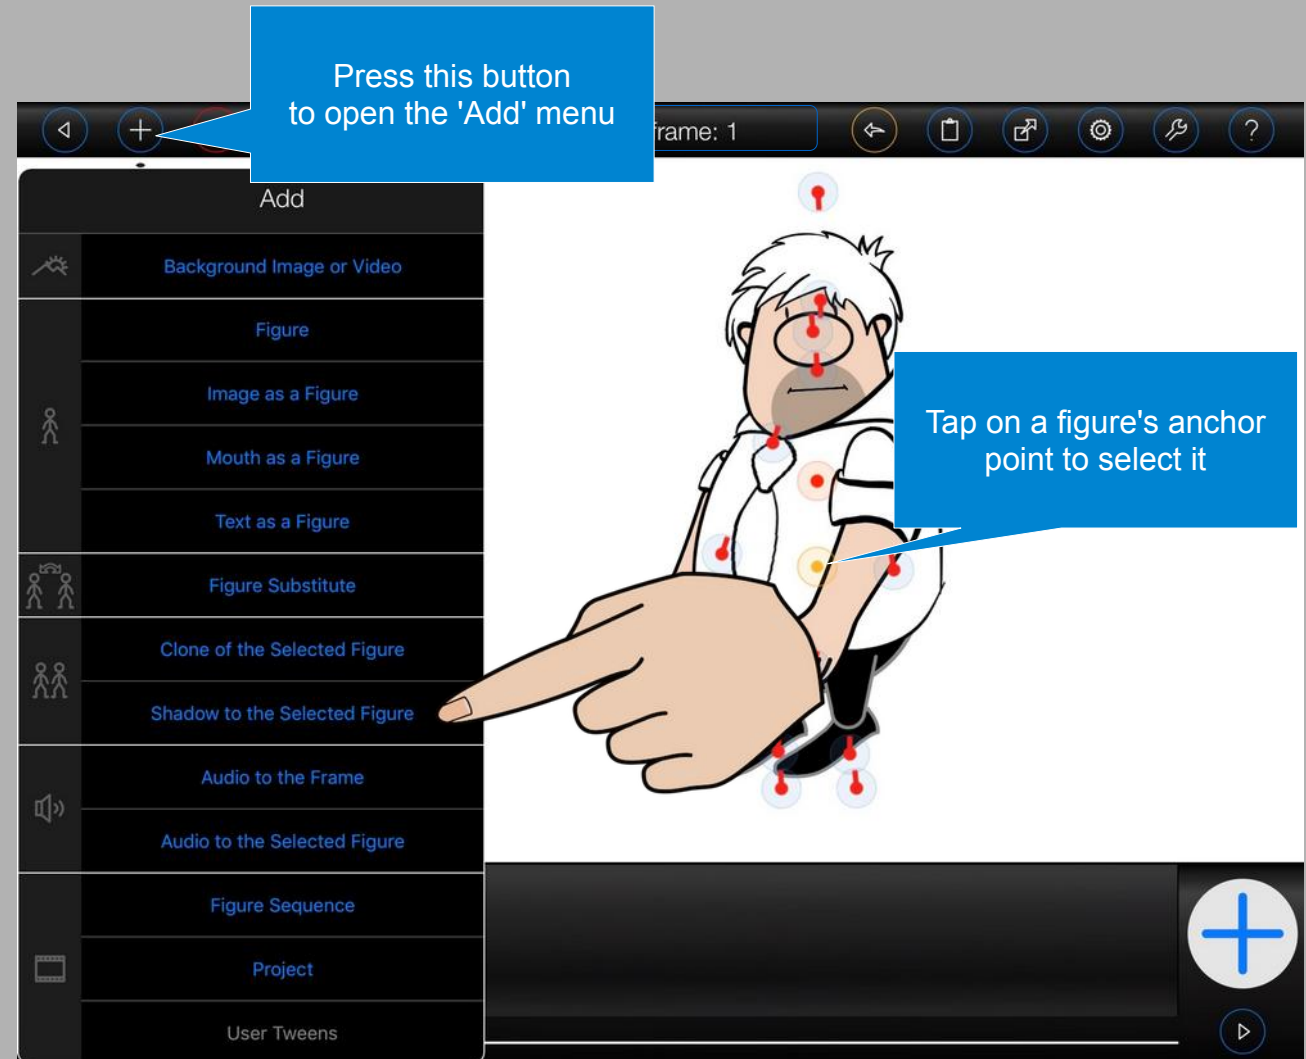 Press this button
to open the 'Add' menu
frame: 1
?
Add
Background Image or Video
Figure
Image as a Figure
Mouth as a Figure
Text as a Figure
Figure Substitute
Clone of the Selected Figure
Shadow to the Selected Figure
Audio to the Frame
Audio to the Selected Figure
Figure Sequence
Project
User Tweens
Tap on a figure's anchor
point to select it